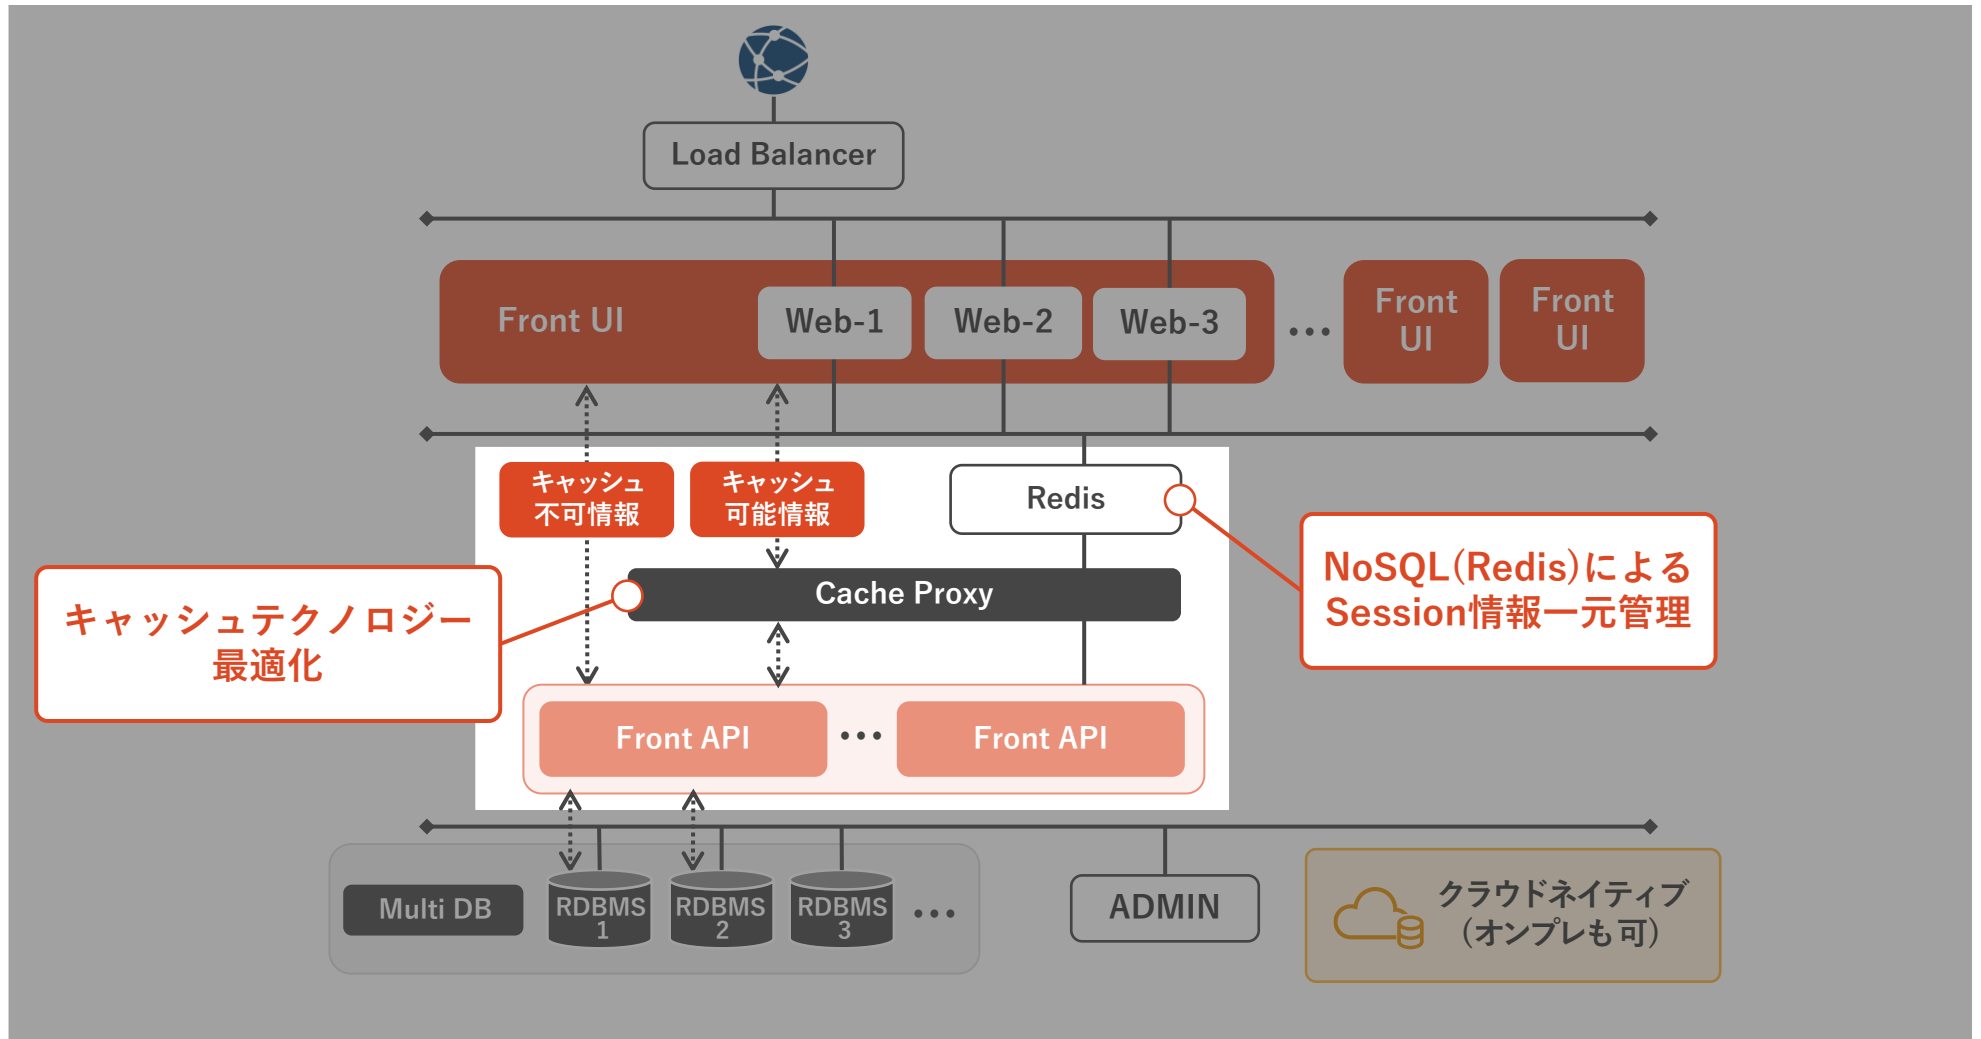 Load Balancer
Front UI
Web-1
Web-2
Web-3
Front
UI
Front
UI
キャッシュ
不可情報
キャッシュ
可能情報
Redis
NoSQL(Redis)による
Session情報一元管理
キャッシュテクノロジー
最適化
Cache Proxy
Front API
Front API
Multi DB
RDBMS
1
RDBMS
2
RDBMS
3
ADMIN
クラウドネイティブ
（オンプレも可）